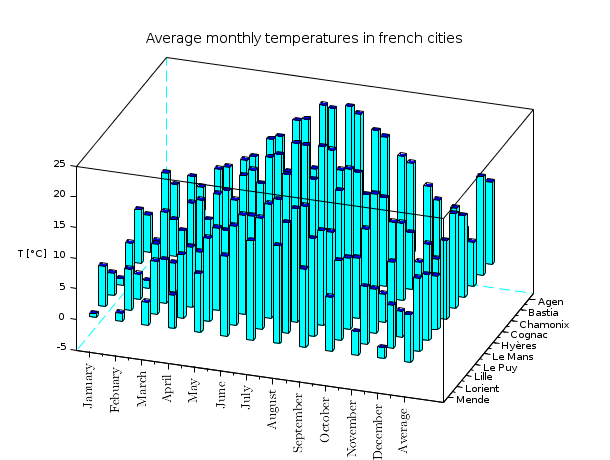 Average monthly temperatures in french cities
25
20
15
10
5
0
-5
T [°C]
January
Febuary
March
April
May
June
July
August
September
October
November
December
Average
Agen
Bastia
Chamonix
Cognac
Hyères
Le Mans
Le Puy
Lille
Lorient
Mende